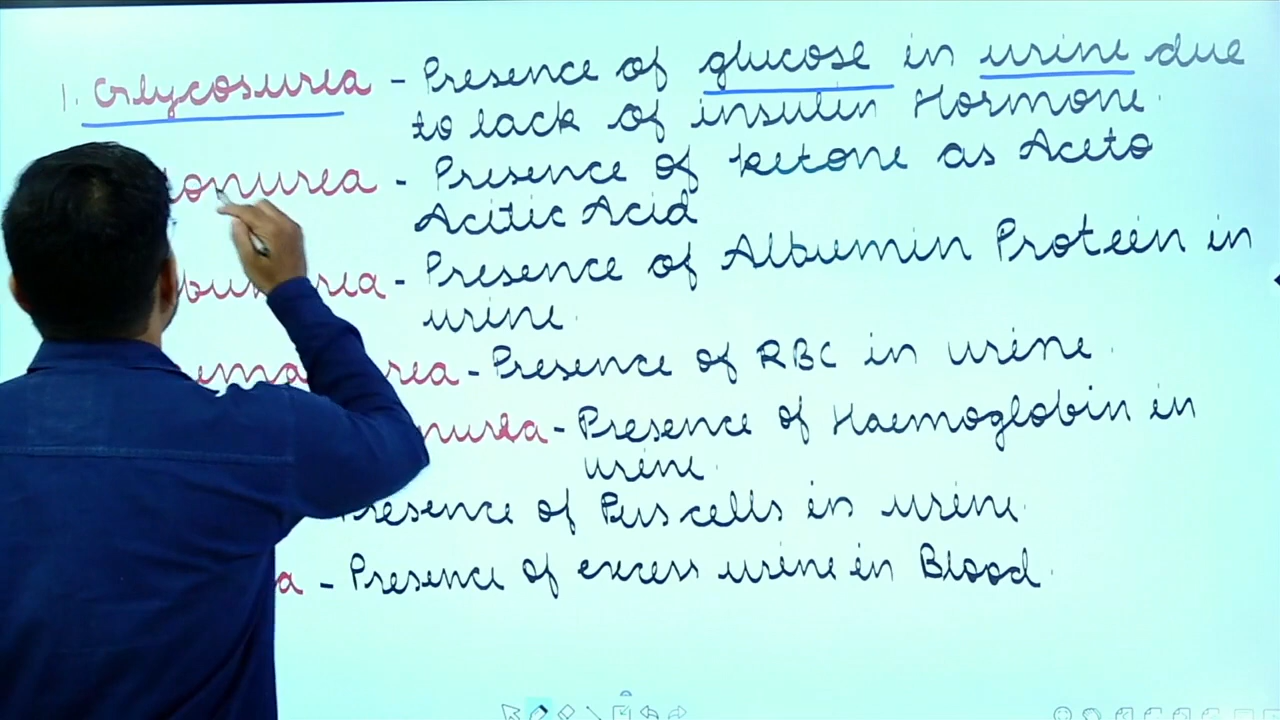 1. Glycosurea - Presence of glucose in urine due
to lack of insulin Hormone.
onurea - Presence of ketone as Aceto
Acitic Acid
- Presence of Albumin Protein in
urine.
- Presence of RBC in urine.
nurea - Presence of Haemoglobin in
urine.
Presence of Pus cells in urine.
a - Presence of excess urine in Blood.